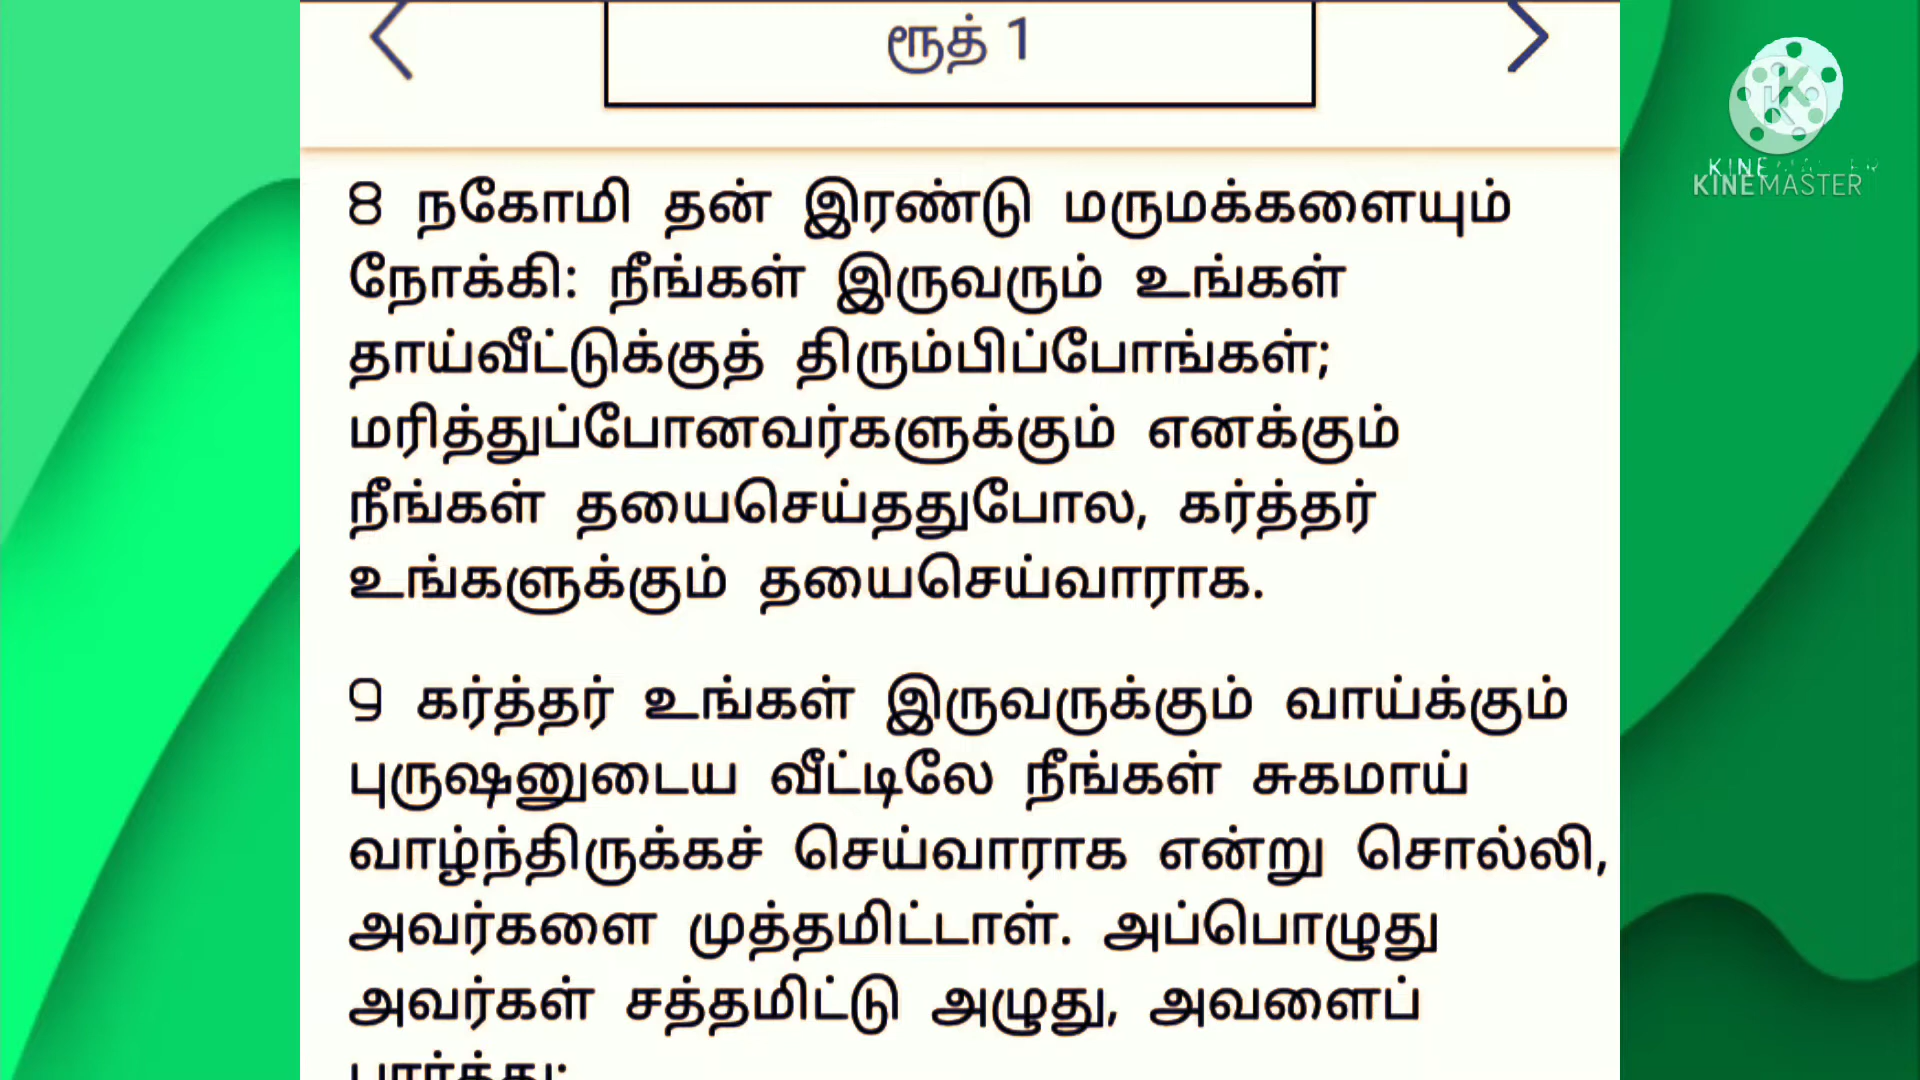 ரூத் 1
KINEMASTER
KINEMASTER
8 நகோமி தன் இரண்டு மருமக்களையும்
நோக்கி: நீங்கள் இருவரும் உங்கள்
தாய்வீட்டுக்குத் திரும்பிப்போங்கள்;
மரித்துப்போனவர்களுக்கும் எனக்கும்
நீங்கள் தயைசெய்ததுபோல, கர்த்தர்
உங்களுக்கும் தயைசெய்வாராக.
9 கர்த்தர் உங்கள் இருவருக்கும் வாய்க்கும்
புருஷனுடைய வீட்டிலே நீங்கள் சுகமாய்
வாழ்ந்திருக்கச் செய்வாராக என்று சொல்லி,
அவர்களை முத்தமிட்டாள். அப்பொழுது
அவர்கள் சத்தமிட்டு அழுது, அவளைப்